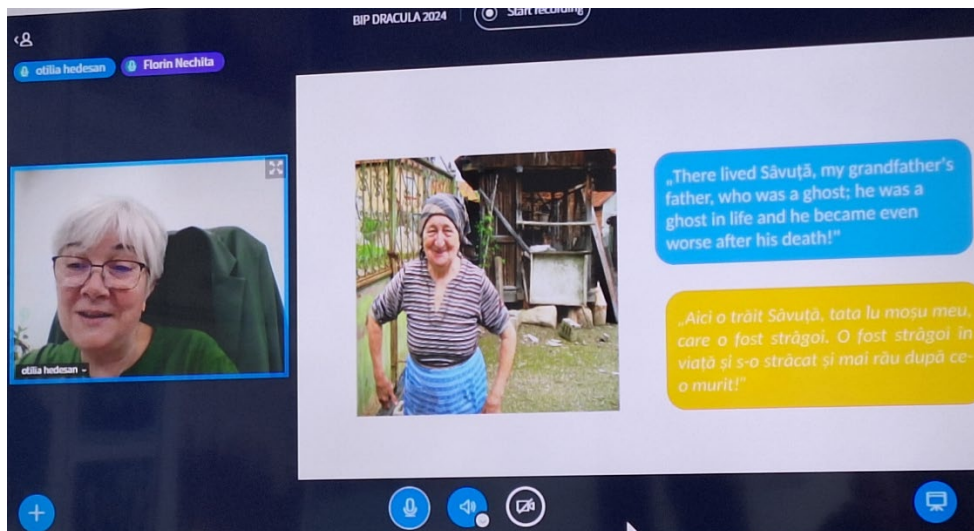 BIP DRACULA 2024
Start recording
otilia hedesan
Florin Nechita
„There lived Săvuță, my grandfather's
father, who was a ghost; he was a
ghost in life and he became even
worse after his death!"
„Aici o trăit Săvuță, tata lu moșu meu,
care o fost strâgoi. O fost strâgoi în
viață și s-o strâcat și mai rău după ce-
o murit!"
otilia hedesan